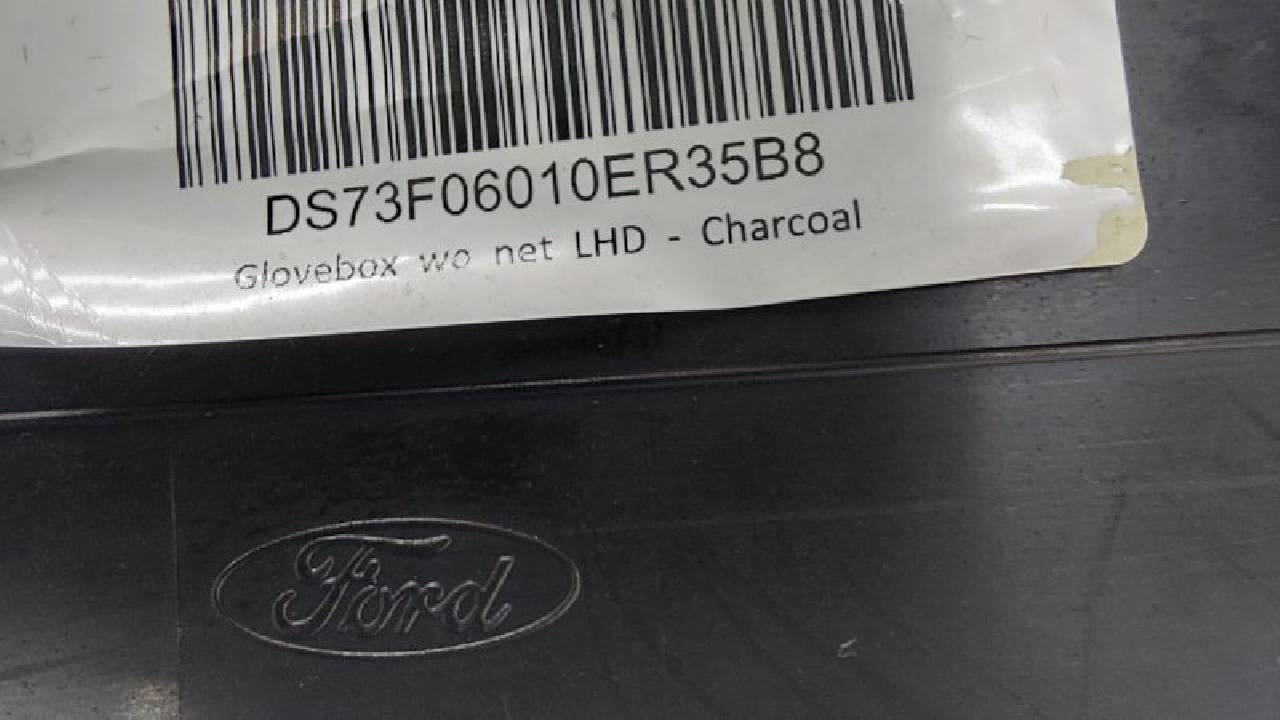 DS73F06010ER35B8
Glovebox wo net LHD - Charcoal
Ford